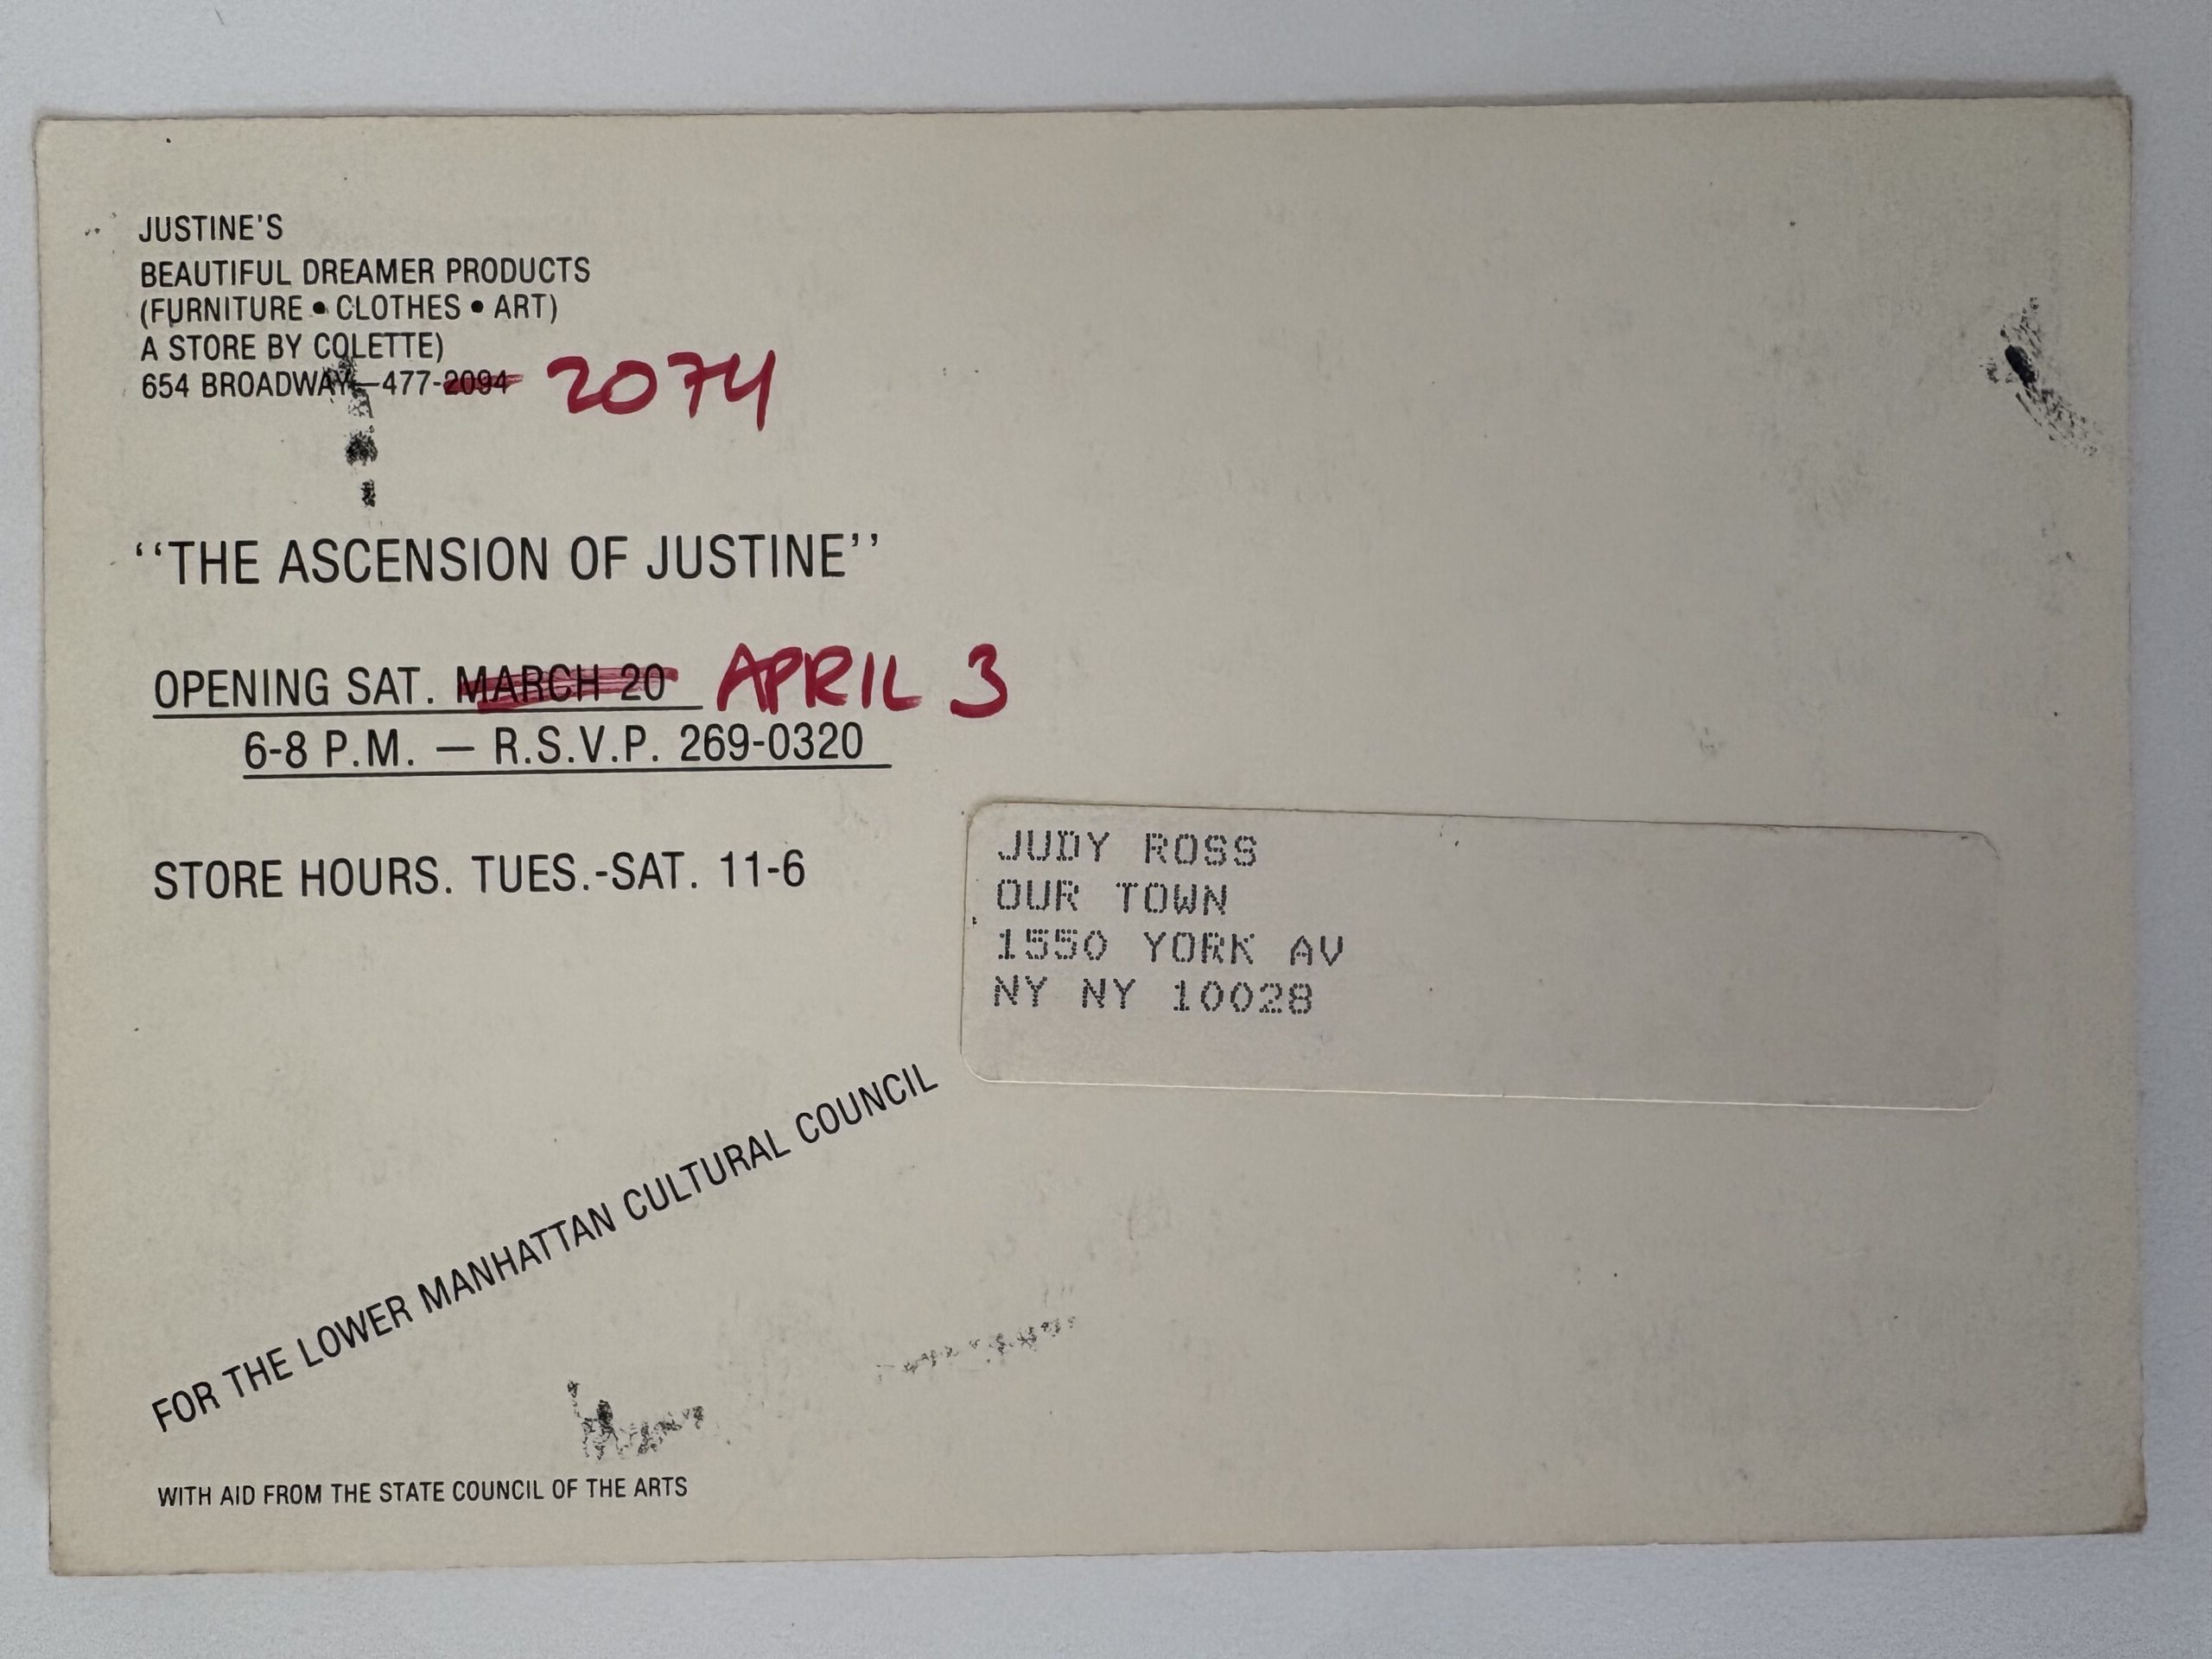 JUSTINE'S
BEAUTIFUL DREAMER PRODUCTS
(FURNITURE • CLOTHES • ART)
A STORE BY COLETTE)
654 BROADWAY—477-2094 2074
''THE ASCENSION OF JUSTINE''
OPENING SAT. MARCH 20 APRIL 3
6-8 P.M. — R.S.V.P. 269-0320
STORE HOURS. TUES.-SAT. 11-6
JUDY ROSS
OUR TOWN
1550 YORK AV
NY NY 10028
FOR THE LOWER MANHATTAN CULTURAL COUNCIL
WITH AID FROM THE STATE COUNCIL OF THE ARTS